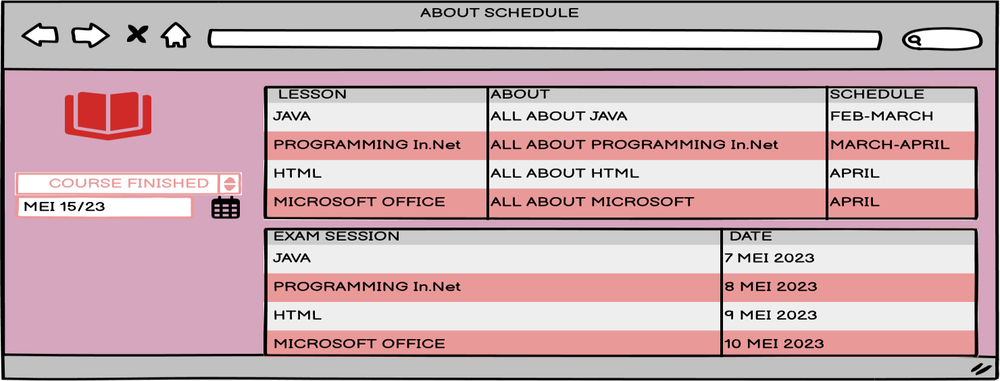 ABOUT SCHEDULE
LESSON ABOUT SCHEDULE
JAVA ALL ABOUT JAVA FEB-MARCH
PROGRAMMING In.Net ALL ABOUT PROGRAMMING In.Net MARCH-APRIL
HTML ALL ABOUT HTML APRIL
MICROSOFT OFFICE ALL ABOUT MICROSOFT APRIL
COURSE FINISHED
MEI 15/23
EXAM SESSION DATE
JAVA 7 MEI 2023
PROGRAMMING In.Net 8 MEI 2023
HTML 9 MEI 2023
MICROSOFT OFFICE 10 MEI 2023